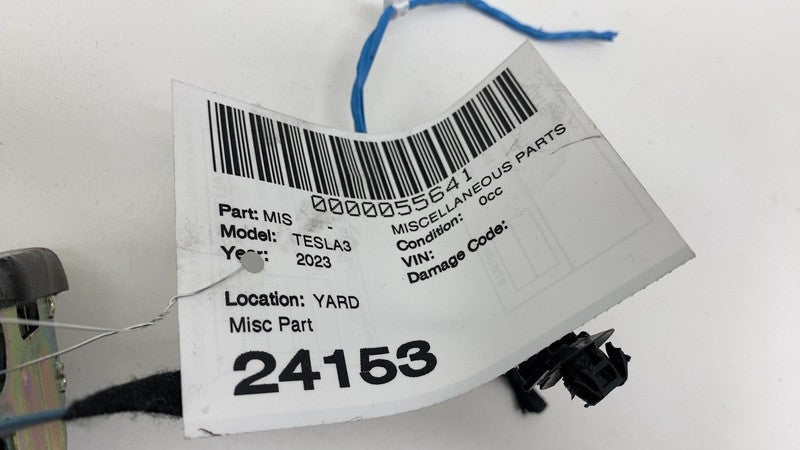 0000055641
Part: MIS - MISCELLANEOUS PARTS
Model: TESLA3 Condition: 0cc
Year: 2023 VIN:
Damage Code:
Location: YARD
Misc Part
24153